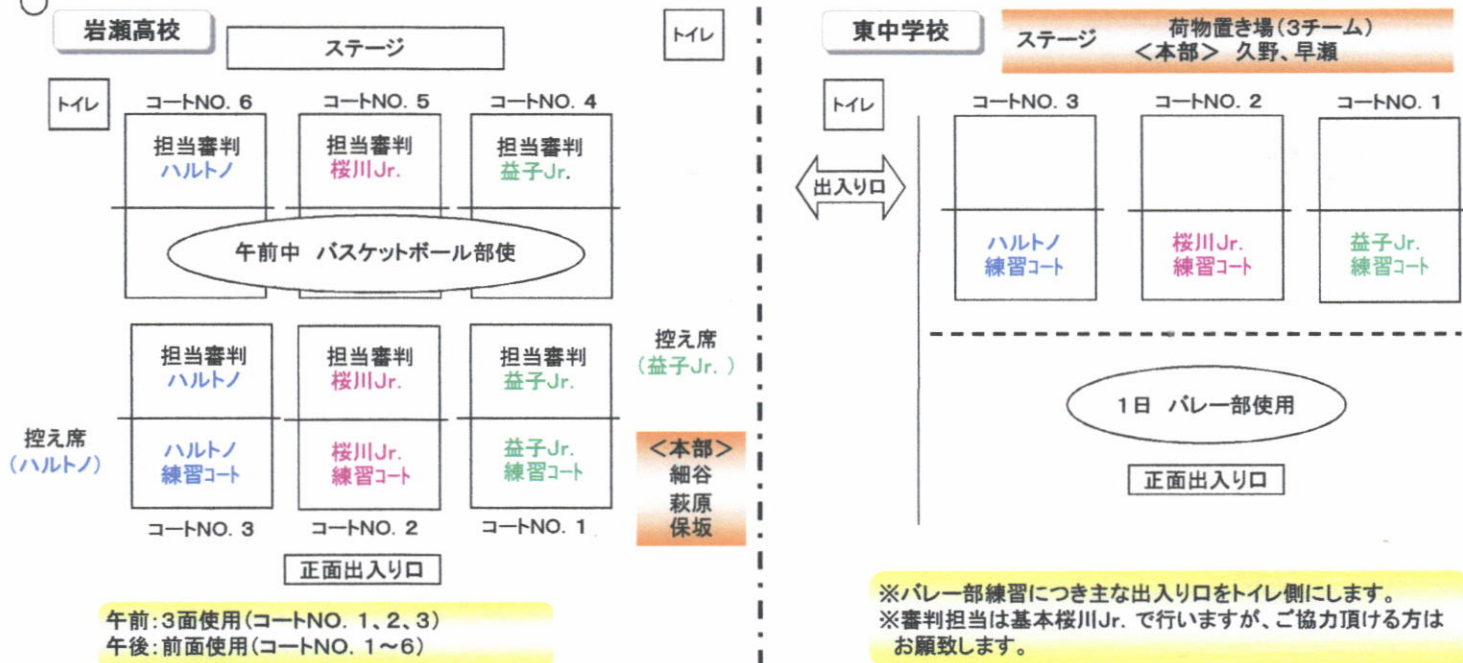 岩瀬高校
ステージ
トイレ
トイレ
コートNO. 6
コートNO. 5
コートNO. 4
担当審判
ハルトノ
担当審判
桜川Jr.
担当審判
益子Jr.
午前中 バスケットボール部使
担当審判
ハルトノ
担当審判
桜川Jr.
担当審判
益子Jr.
控え席
(益子Jr. )
控え席
(ハルトノ)
ハルトノ
練習コート
桜川Jr.
練習コート
益子Jr.
練習コート
<本部>
細谷
萩原
保坂
コートNO. 3
コートNO. 2
コートNO. 1
正面出入り口
午前:3面使用(コートNO. 1、2、3)
午後:前面使用(コートNO. 1~6)
東中学校
ステージ
荷物置き場(3チーム)
<本部> 久野、早瀬
トイレ
コートNO. 3
コートNO. 2
コートNO. 1
出入り口
ハルトノ
練習コート
桜川Jr.
練習コート
益子Jr.
練習コート
1日 バレー部使用
正面出入り口
※バレー部練習につき主な出入り口をトイレ側にします。
※審判担当は基本桜川Jr. で行いますが、ご協力頂ける方は
お願致します。